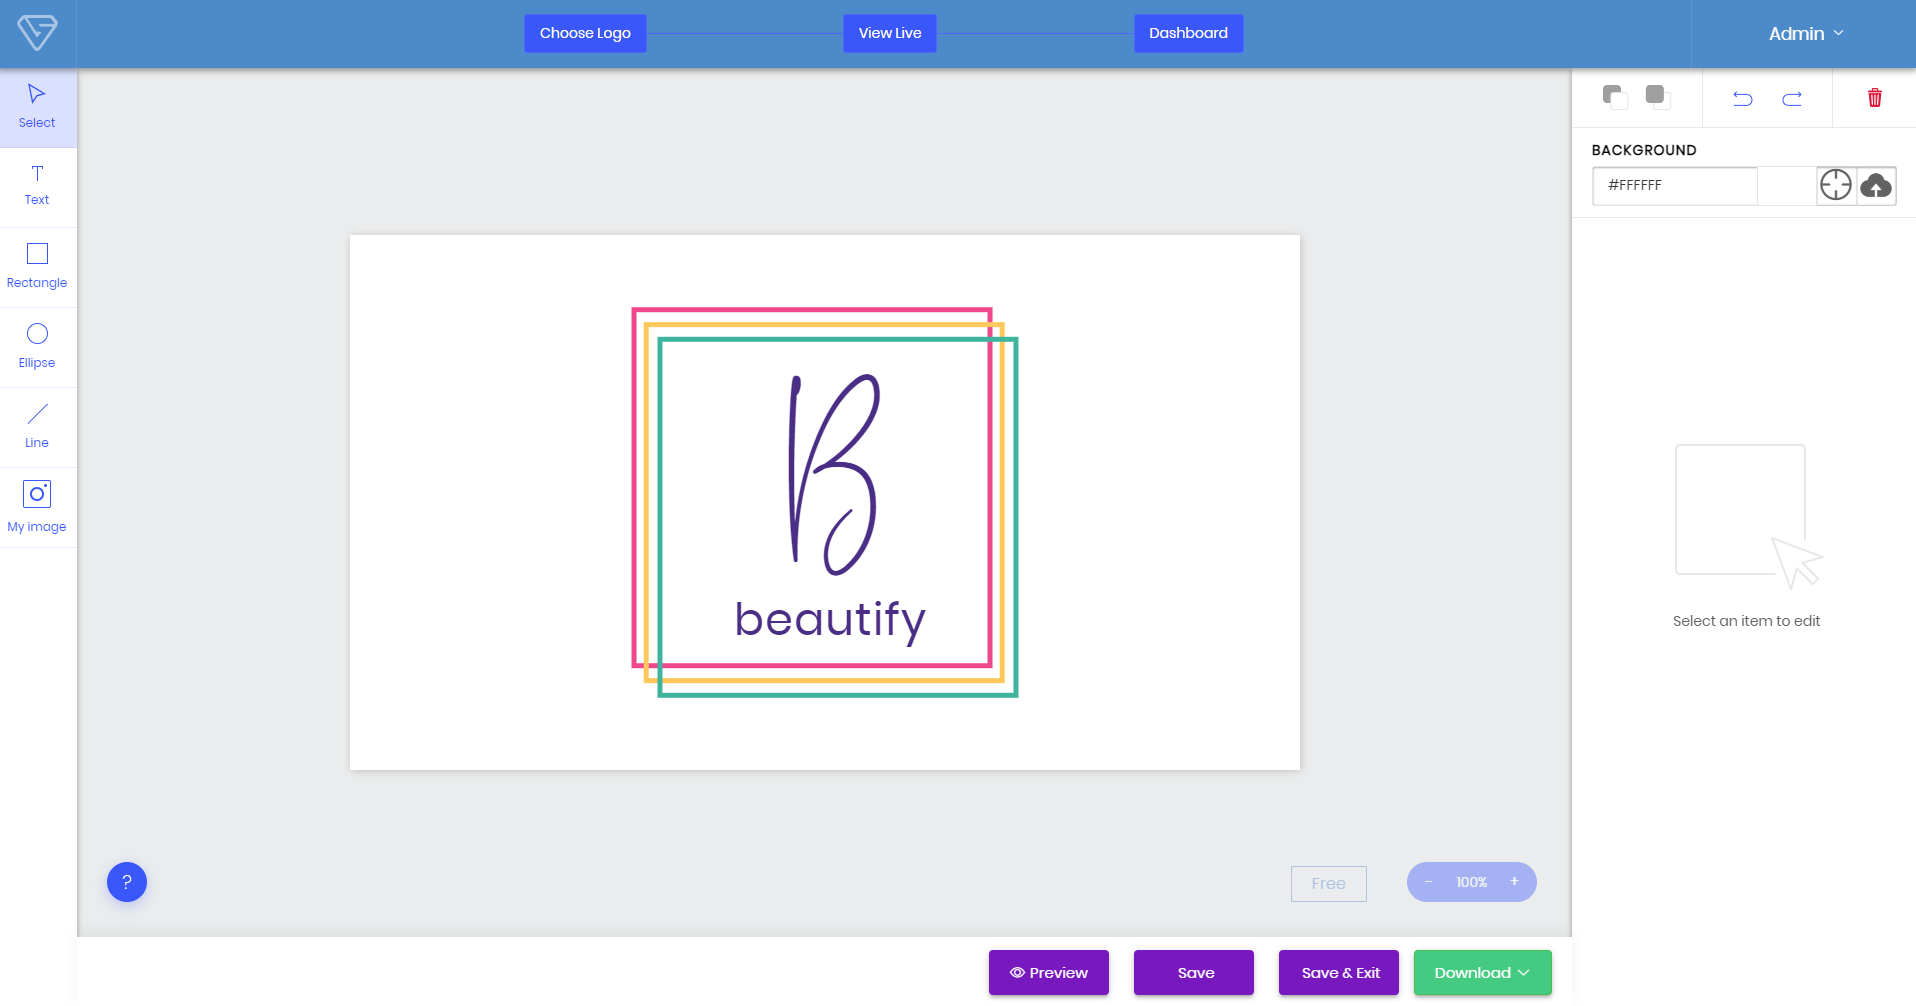 Choose Logo
View Live
Dashboard
Admin
Select
Text
Rectangle
Ellipse
Line
My image
BACKGROUND
#FFFFFF
B
beautify
Select an item to edit
?
Free
- 100% +
Preview
Save
Save & Exit
Download